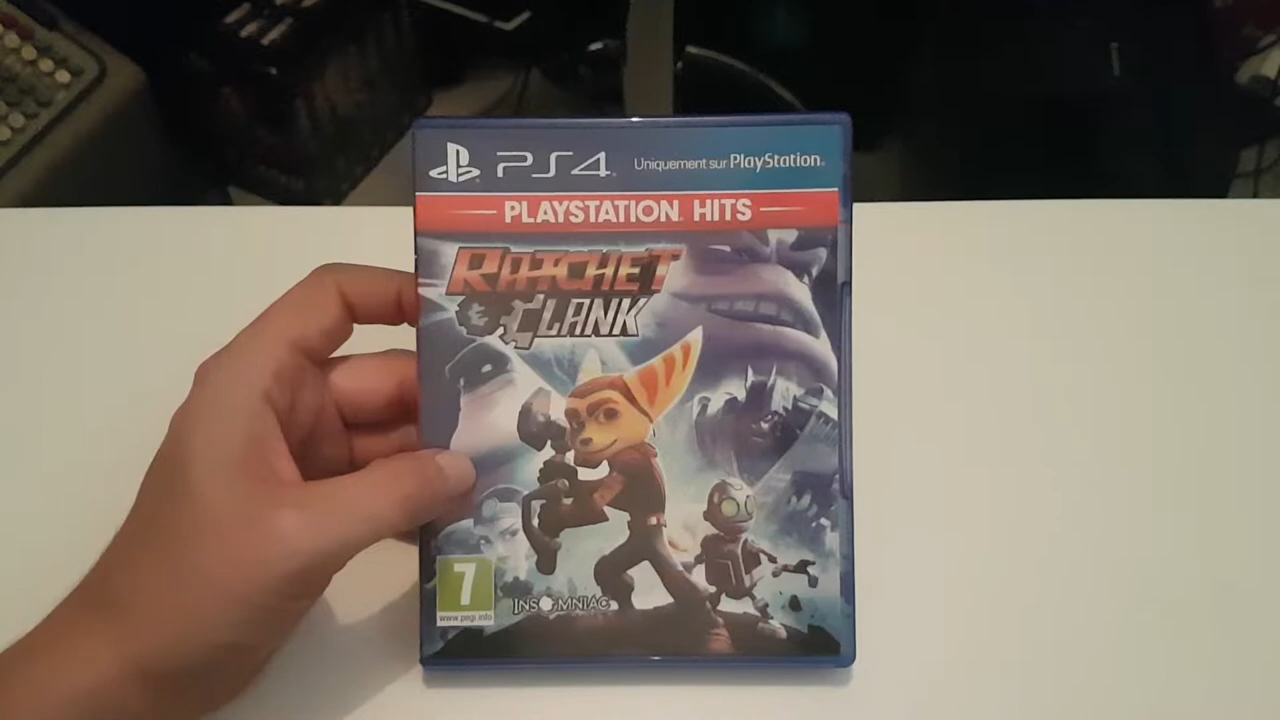 PS4 Uniquement sur PlayStation®
PLAYSTATION® HITS
RATCHET
& CLANK
7
www.pegi.info
INSOMNIAC